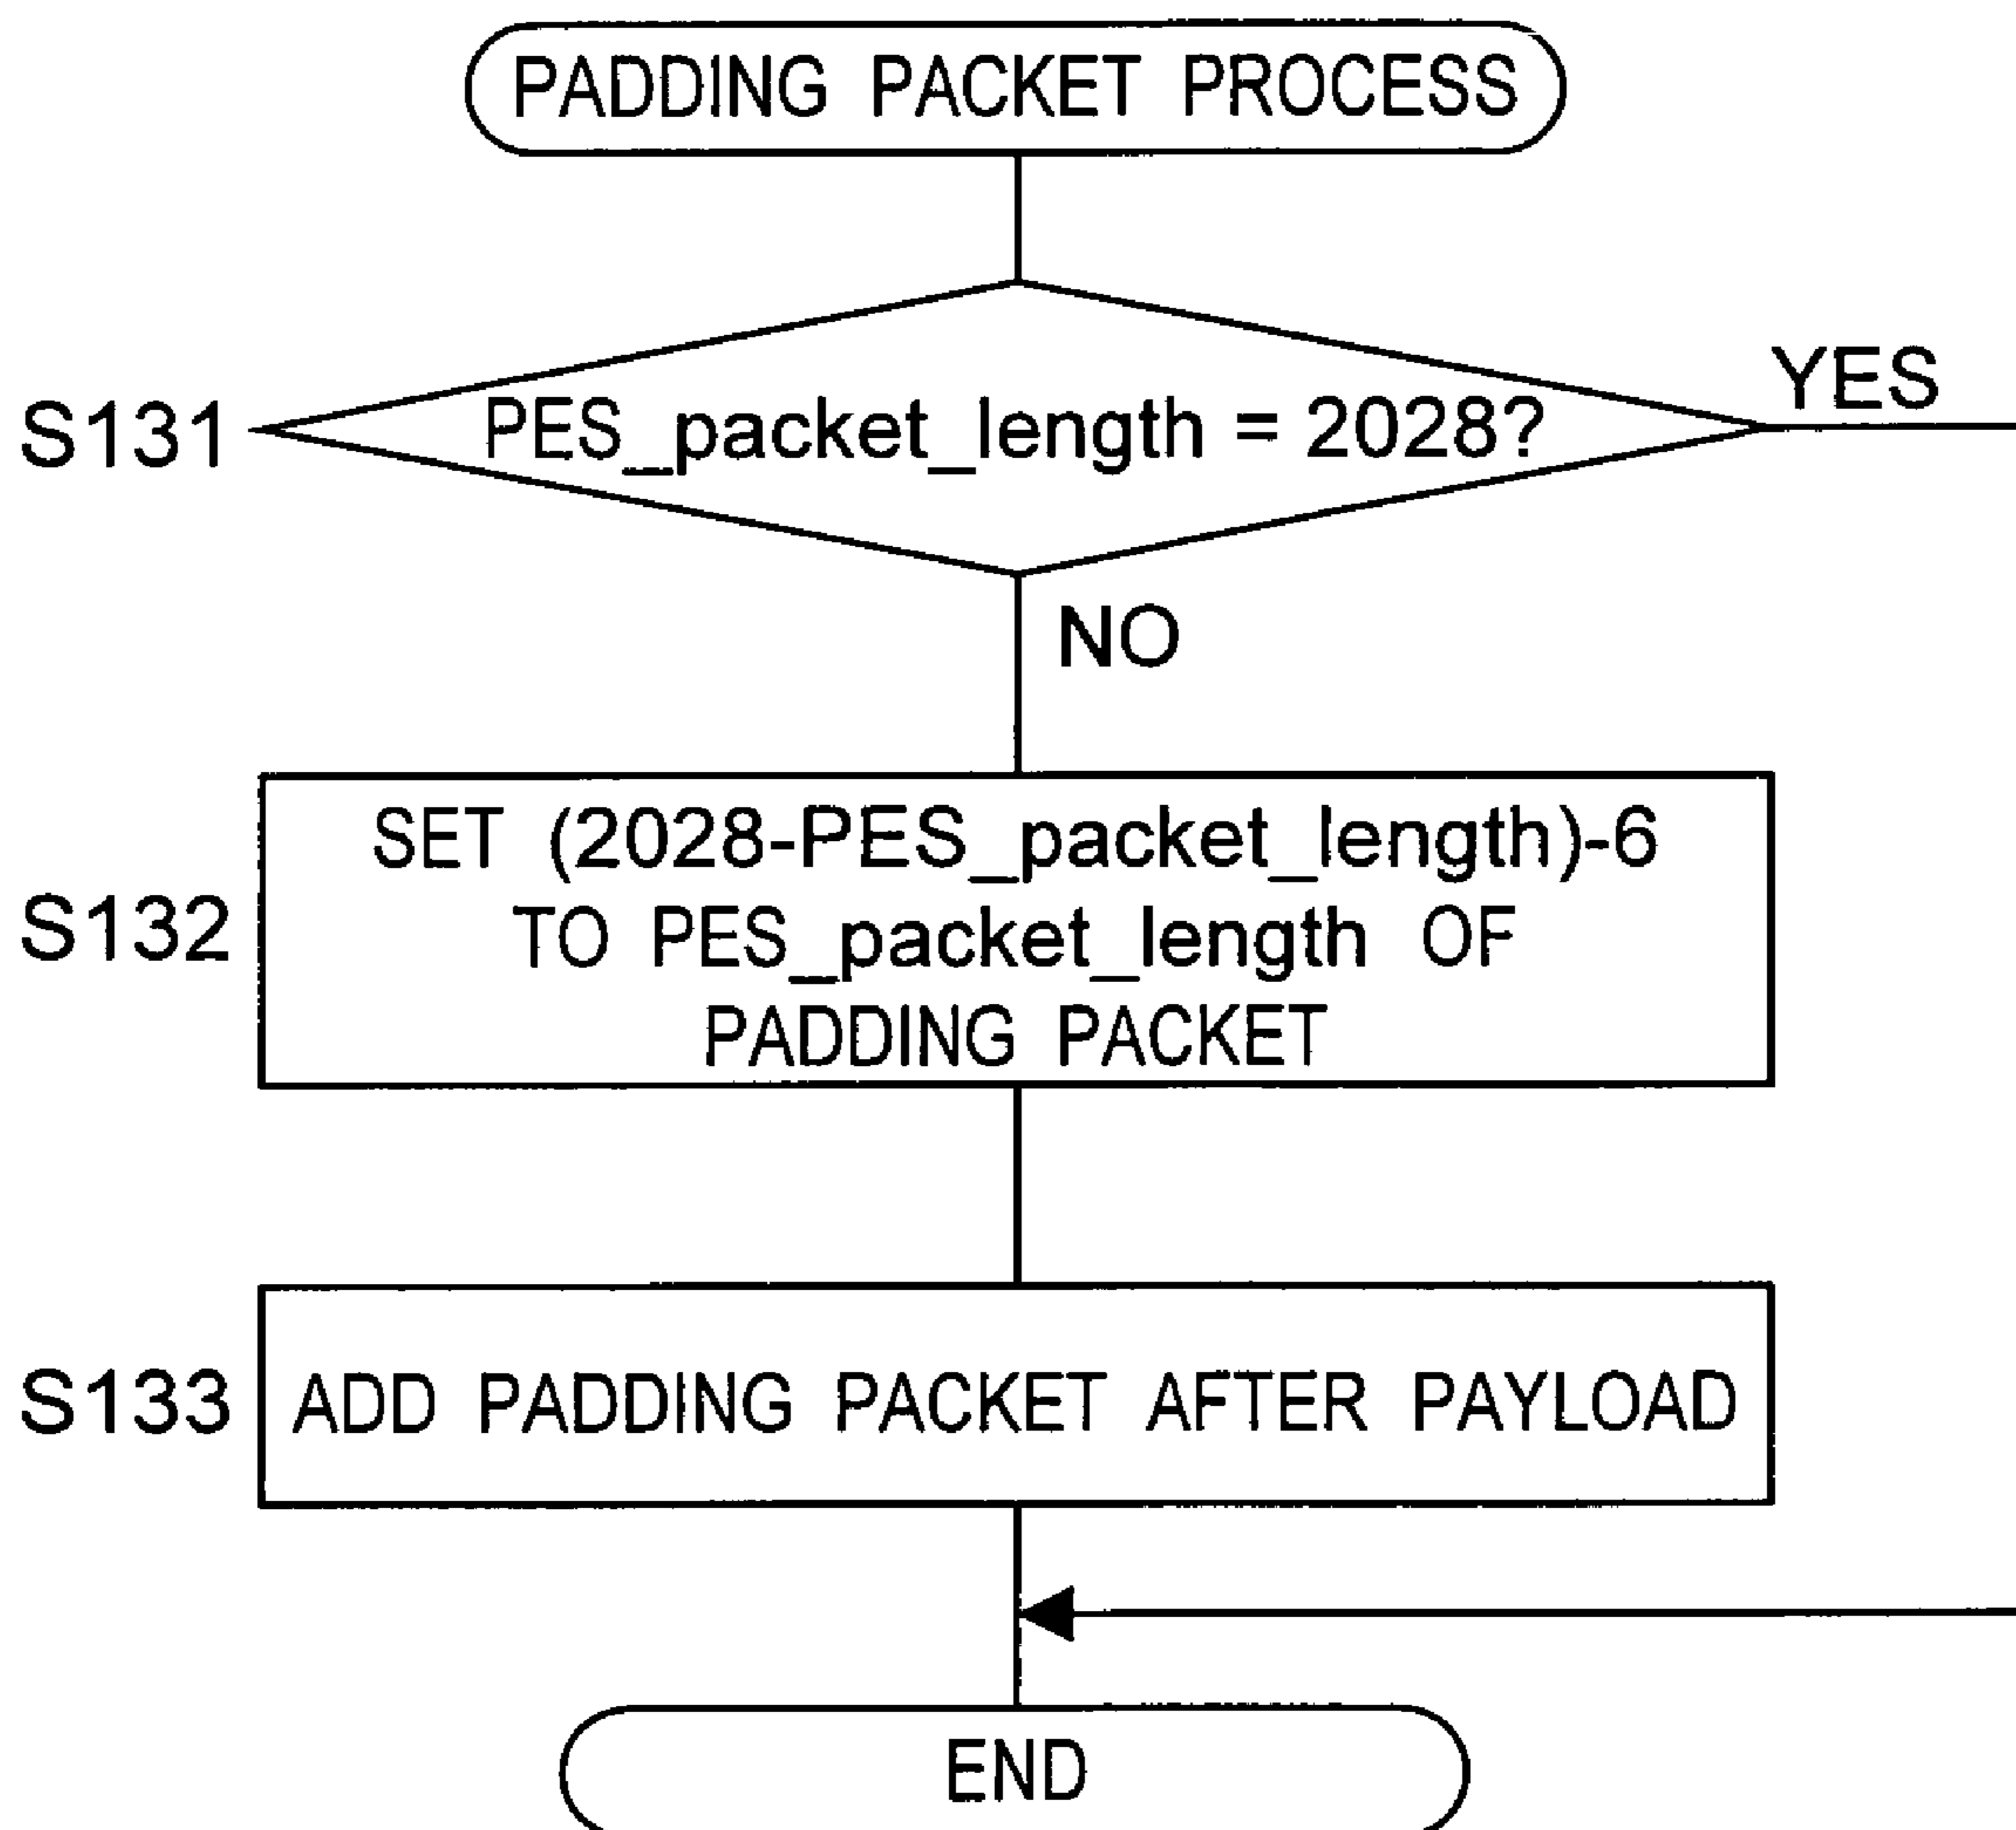 PADDING PACKET PROCESS
YES
S131
PES_packet_length = 2028?
NO
SET (2028-PES_packet_length)-6
S132
TO PES_packet_length OF
PADDING PACKET
S133
ADD PADDING PACKET AFTER PAYLOAD
END